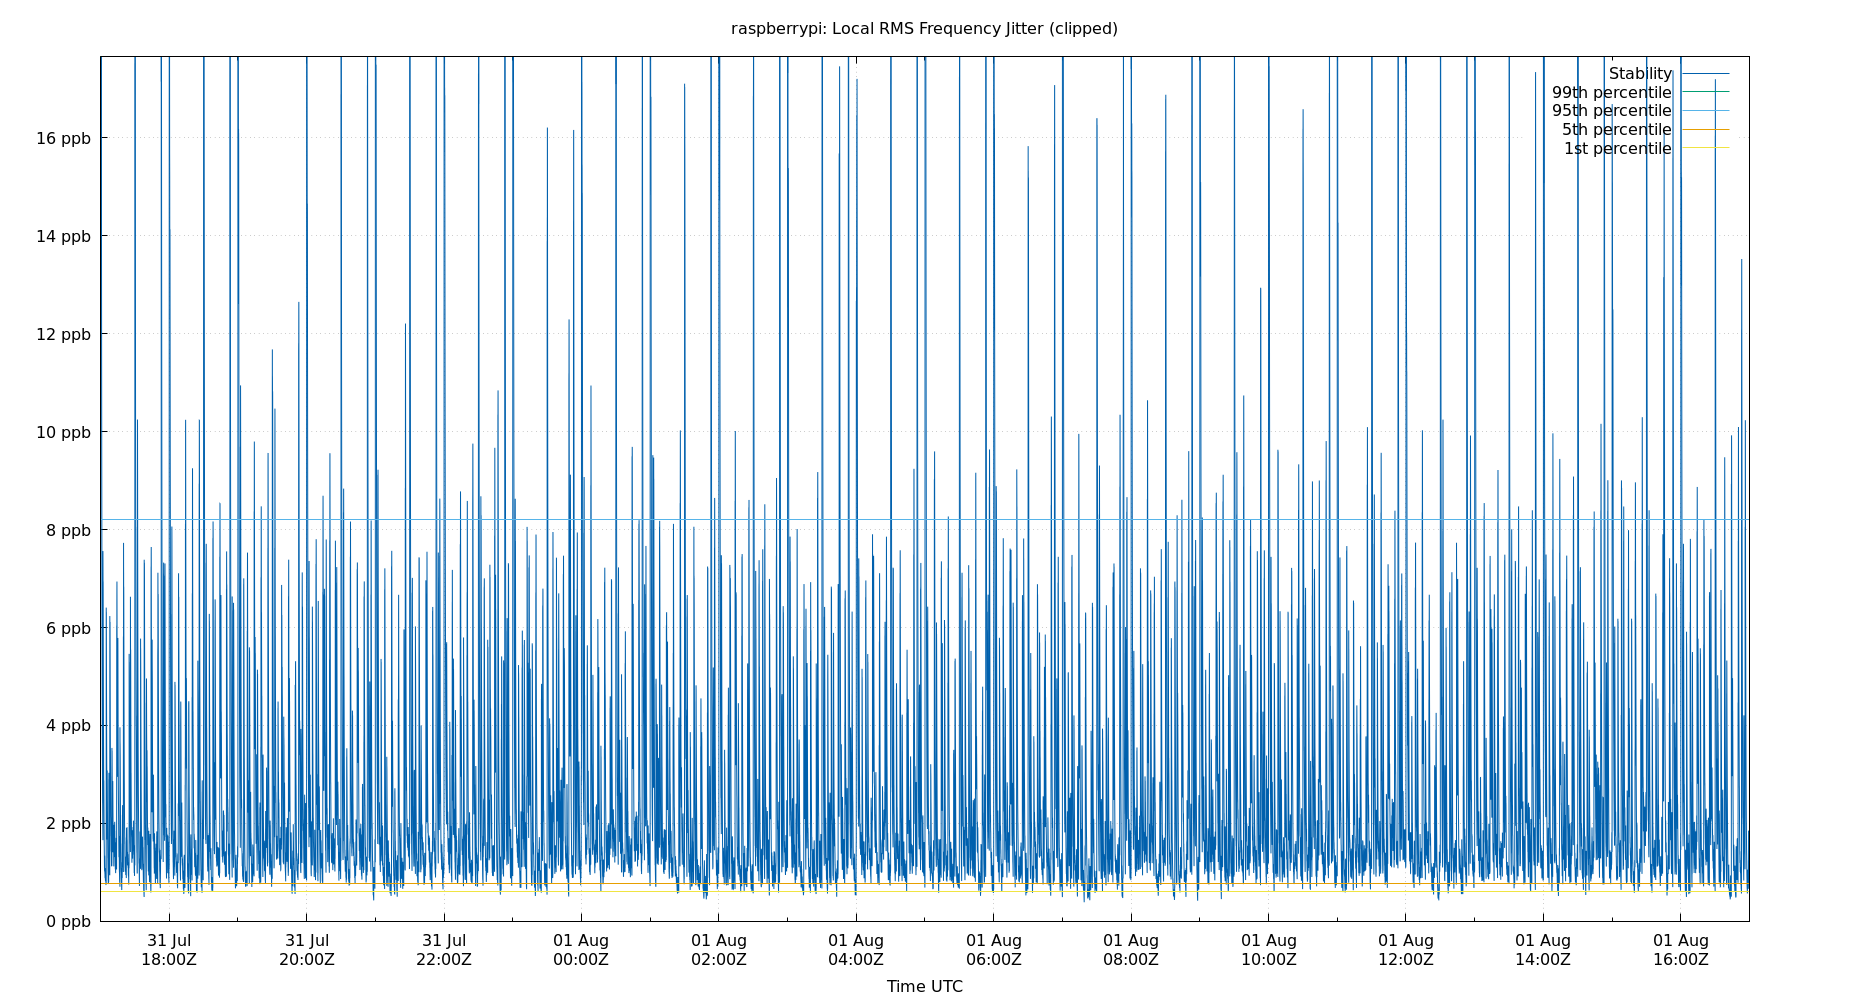 raspberrypi: Local RMS Frequency Jitter (clipped)
Stability
99th percentile
95th percentile
5th percentile
1st percentile
16 ppb
14 ppb
12 ppb
10 ppb
8 ppb
6 ppb
4 ppb
2 ppb
0 ppb
31 Jul 31 Jul 31 Jul 01 Aug 01 Aug 01 Aug 01 Aug 01 Aug 01 Aug 01 Aug 01 Aug 01 Aug
18:00Z 20:00Z 22:00Z 00:00Z 02:00Z 04:00Z 06:00Z 08:00Z 10:00Z 12:00Z 14:00Z 16:00Z
Time UTC